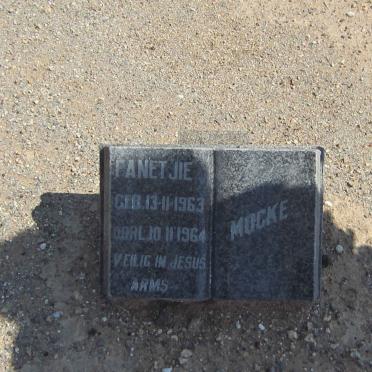 FANETJIE
GEB. 13-11-1963
OORL. 10 11 1964
VEILIG IN JESUS
ARMS
MOCKE